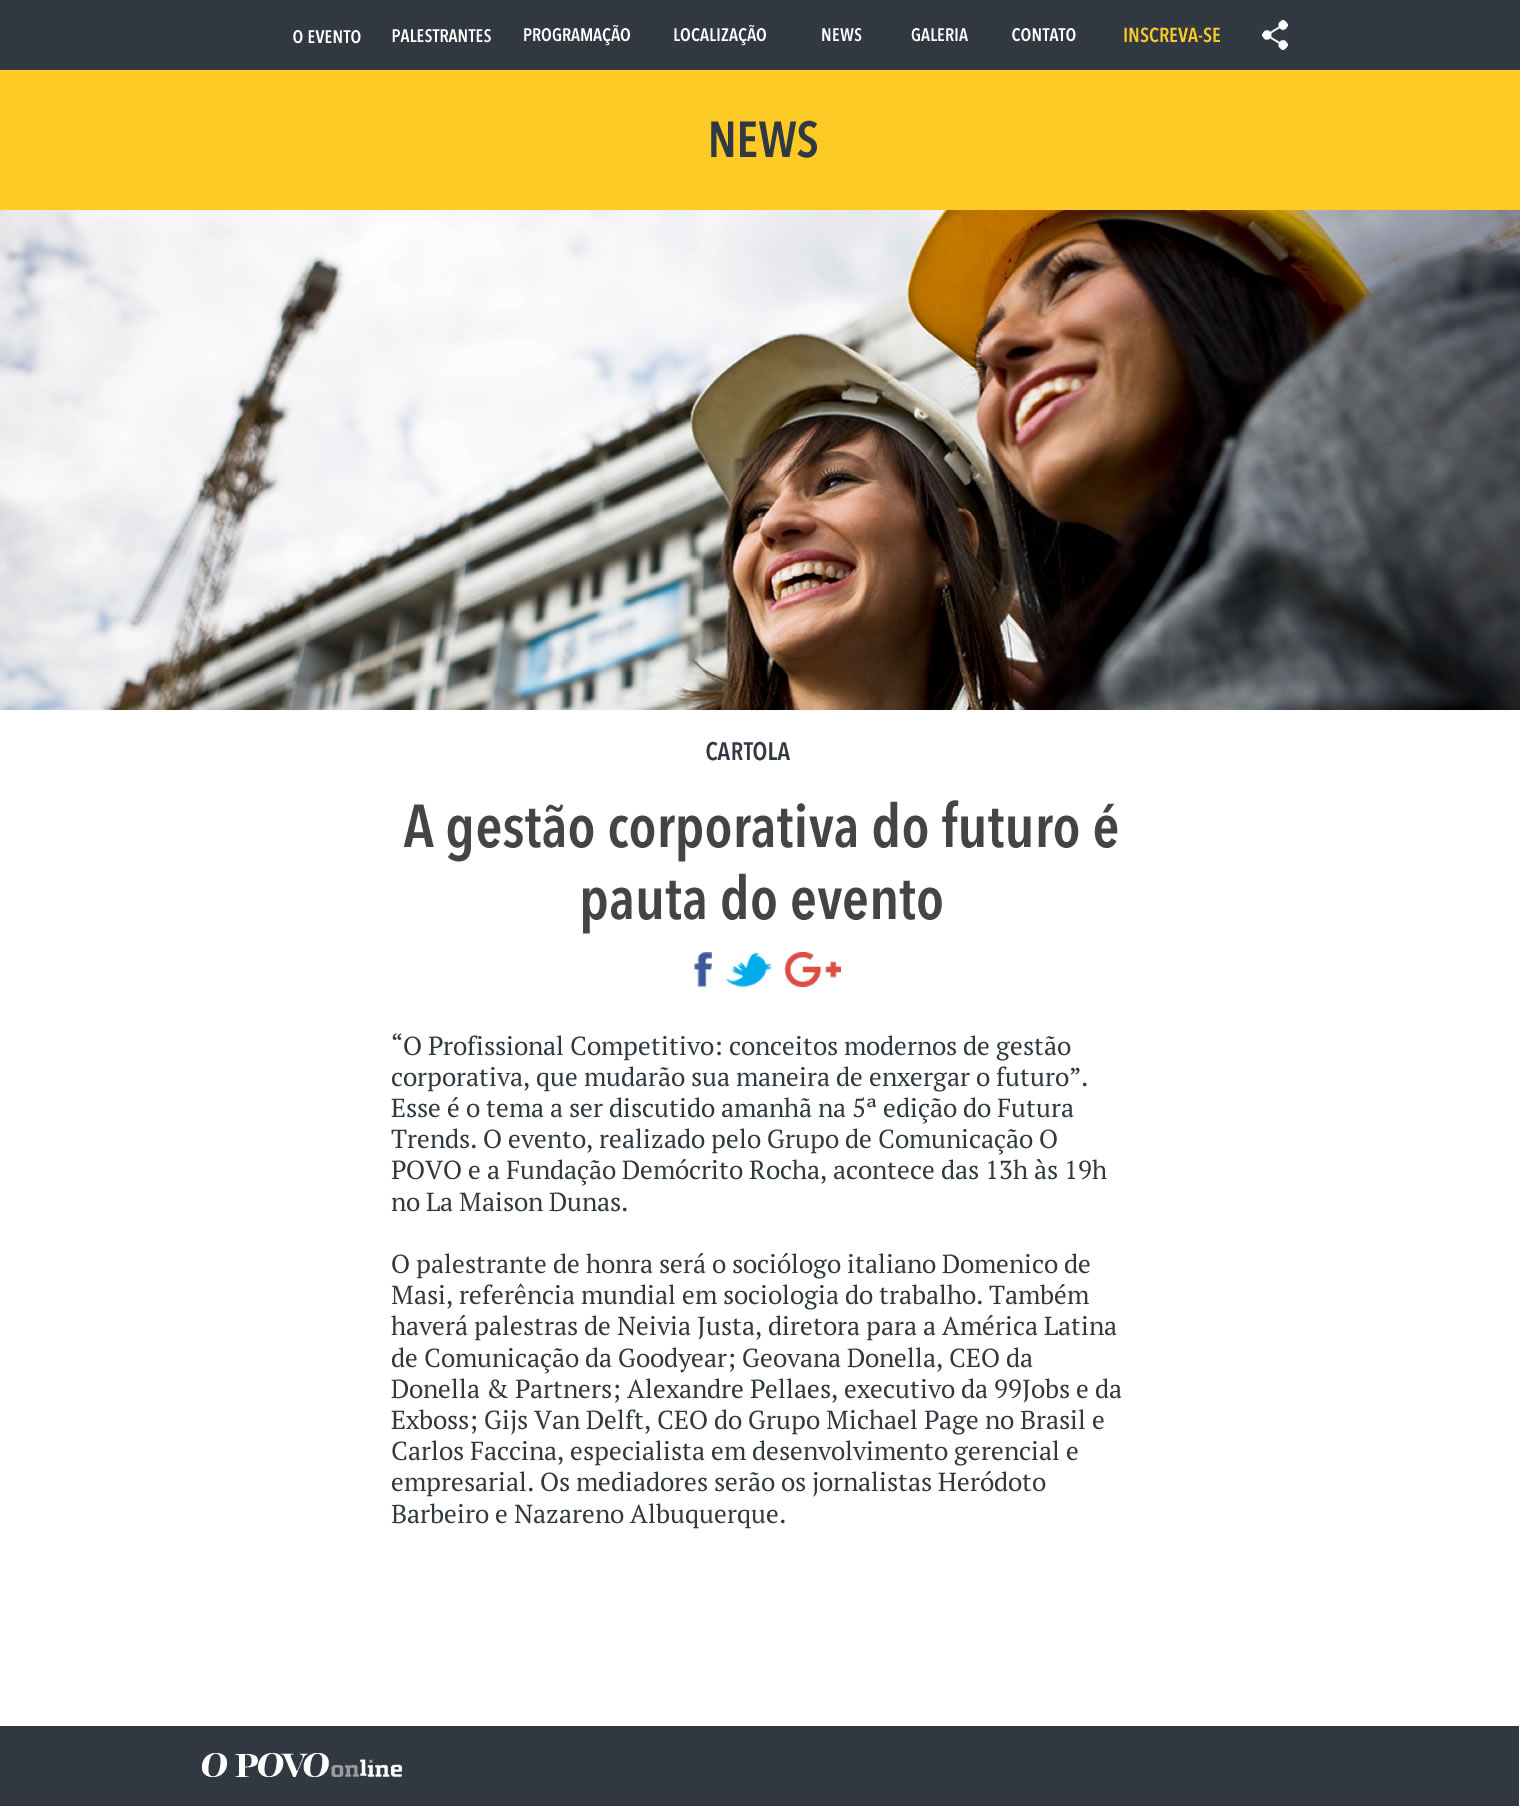 O EVENTO PALESTRANTES PROGRAMAÇÃO LOCALIZAÇÃO NEWS GALERIA CONTATO INSCREVA-SE
NEWS
CARTOLA
A gestão corporativa do futuro é
pauta do evento
“O Profissional Competitivo: conceitos modernos de gestão
corporativa, que mudarão sua maneira de enxergar o futuro”.
Esse é o tema a ser discutido amanhã na 5ª edição do Futura
Trends. O evento, realizado pelo Grupo de Comunicação O
POVO e a Fundação Demócrito Rocha, acontece das 13h às 19h
no La Maison Dunas.
O palestrante de honra será o sociólogo italiano Domenico de
Masi, referência mundial em sociologia do trabalho. Também
haverá palestras de Neivia Justa, diretora para a América Latina
de Comunicação da Goodyear; Geovana Donella, CEO da
Donella & Partners; Alexandre Pellaes, executivo da 99Jobs e da
Exboss; Gijs Van Delft, CEO do Grupo Michael Page no Brasil e
Carlos Faccina, especialista em desenvolvimento gerencial e
empresarial. Os mediadores serão os jornalistas Heródoto
Barbeiro e Nazareno Albuquerque.
O POVO online